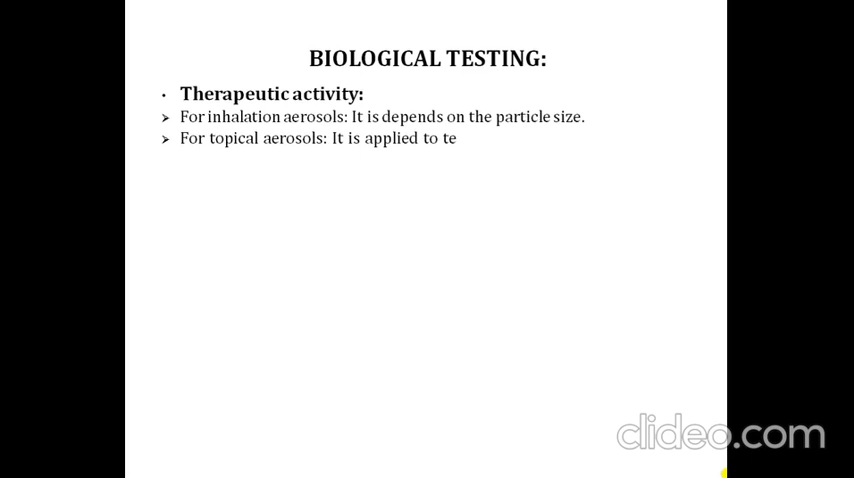 BIOLOGICAL TESTING:
• Therapeutic activity:
➢ For inhalation aerosols: It is depends on the particle size.
➢ For topical aerosols: It is applied to te
clideo.com